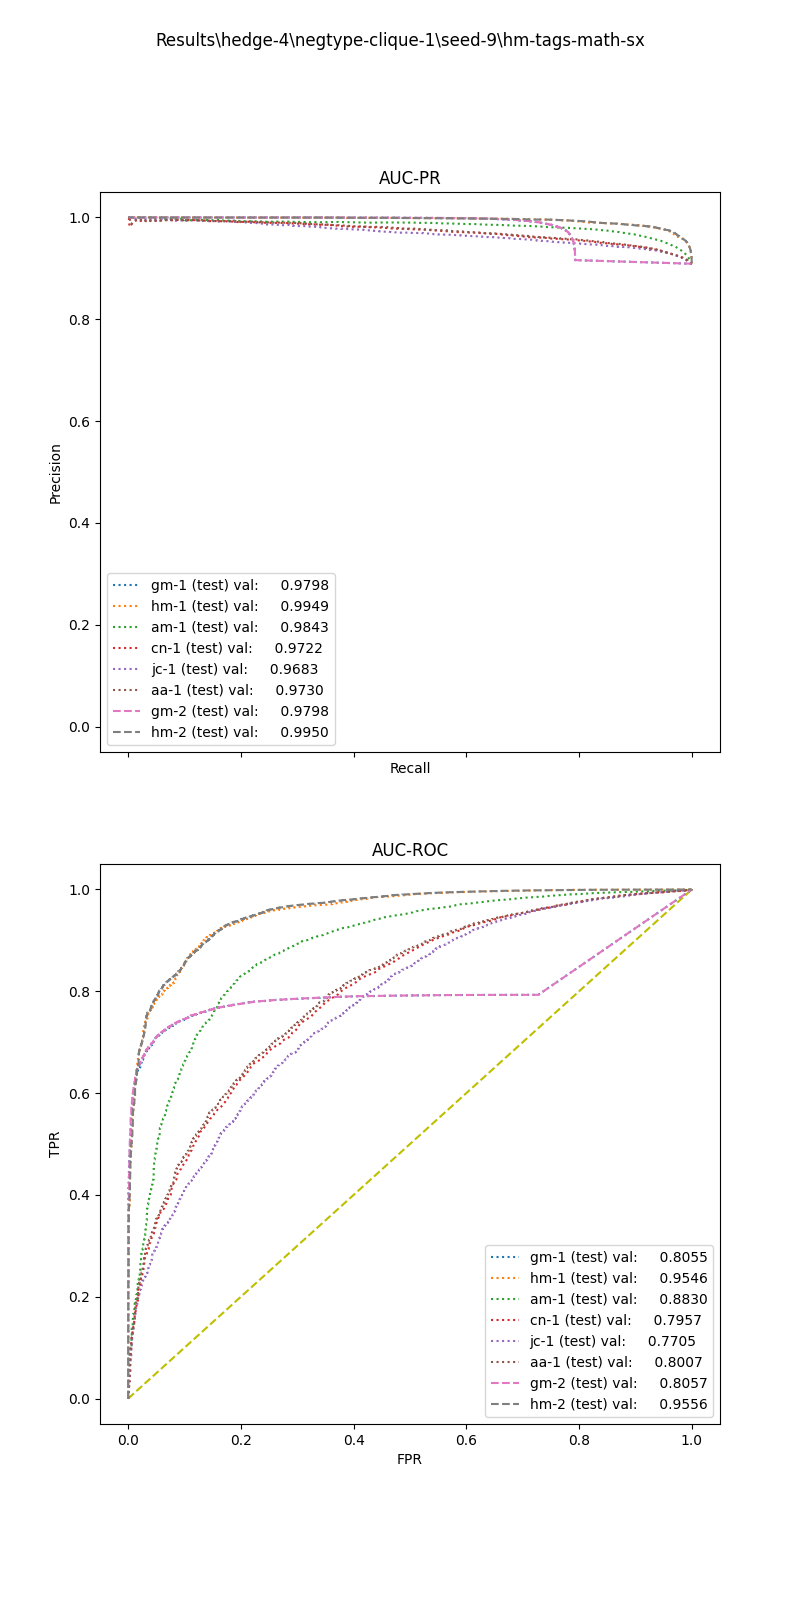 Results\hedge-4\negtype-clique-1\seed-9\hm-tags-math-sx
AUC-PR
1.0
0.8
0.6
0.4
0.2
0.0
Precision
gm-1 (test) val: 0.9798
hm-1 (test) val: 0.9949
am-1 (test) val: 0.9843
cn-1 (test) val: 0.9722
jc-1 (test) val: 0.9683
aa-1 (test) val: 0.9730
gm-2 (test) val: 0.9798
hm-2 (test) val: 0.9950
Recall
AUC-ROC
1.0
0.8
0.6
0.4
0.2
0.0
TPR
gm-1 (test) val: 0.8055
hm-1 (test) val: 0.9546
am-1 (test) val: 0.8830
cn-1 (test) val: 0.7957
jc-1 (test) val: 0.7705
aa-1 (test) val: 0.8007
gm-2 (test) val: 0.8057
hm-2 (test) val: 0.9556
0.0 0.2 0.4 0.6 0.8 1.0
FPR